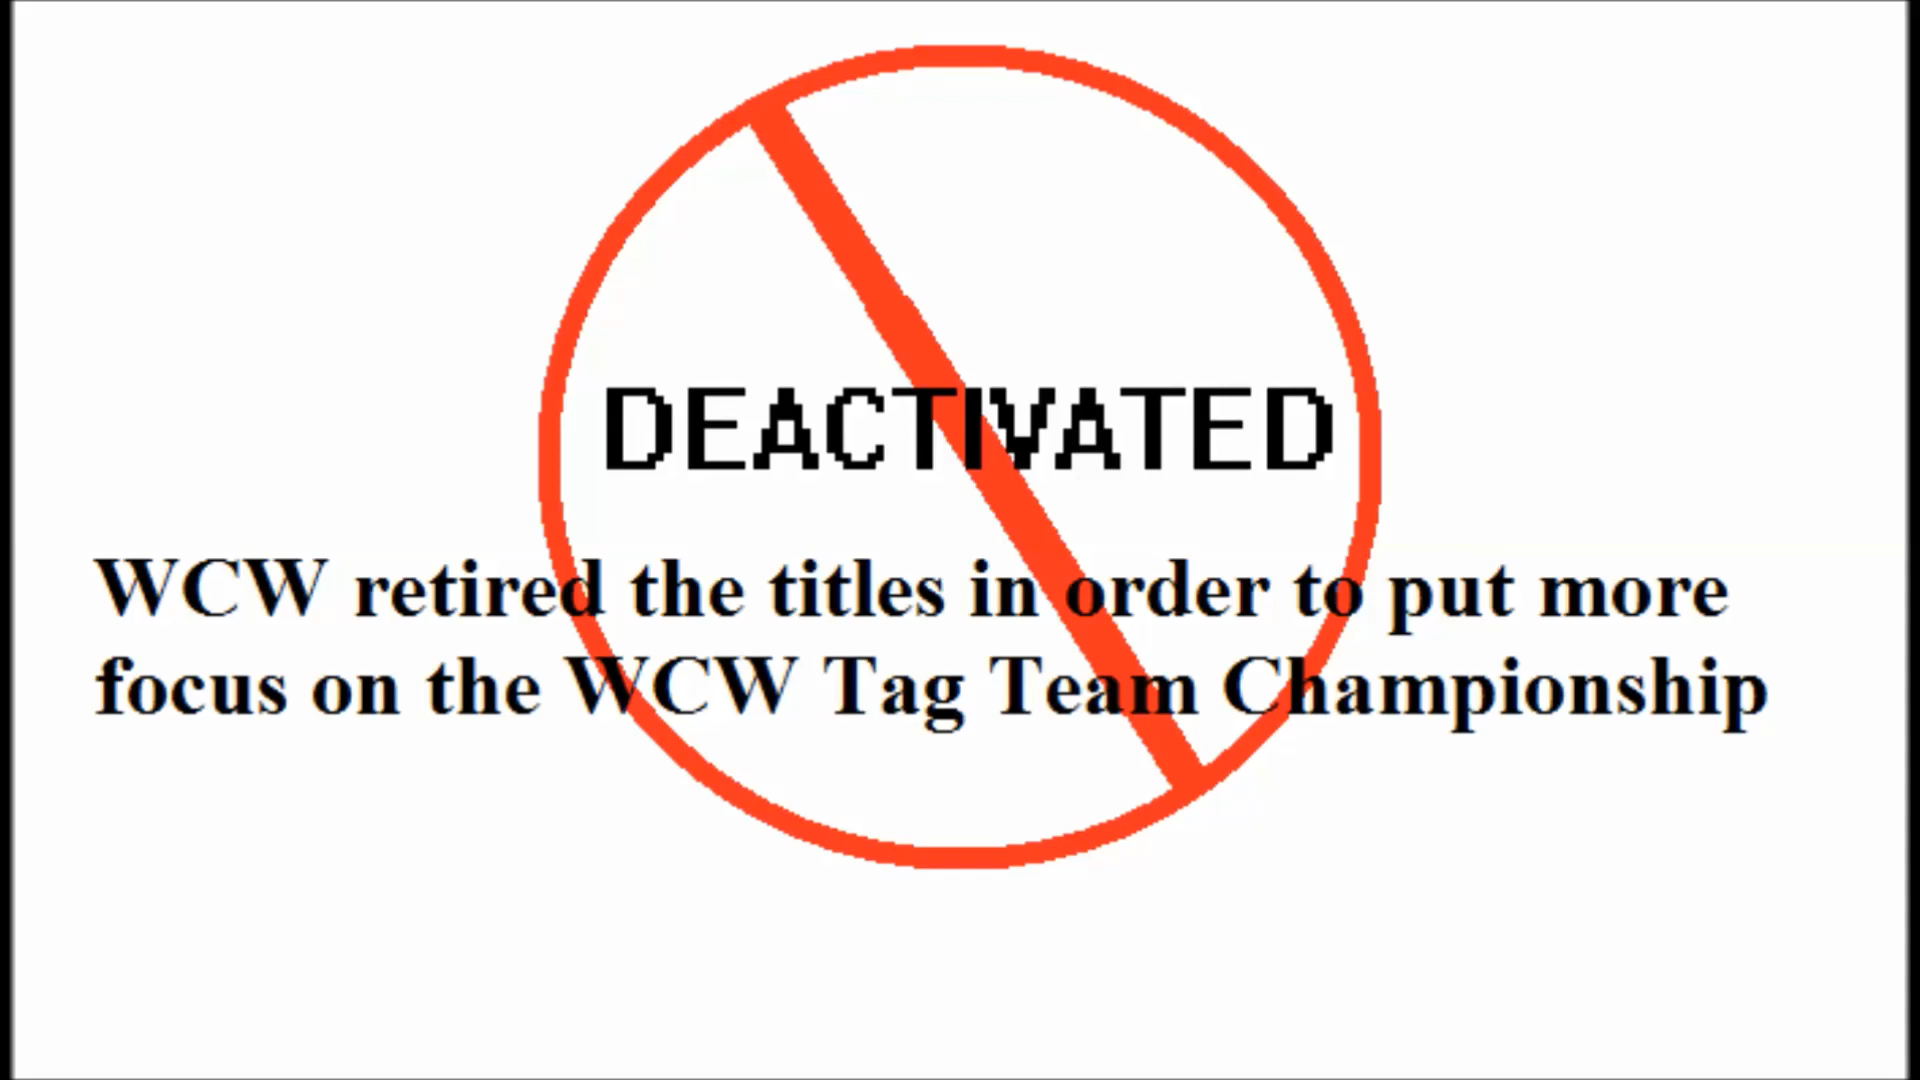 DEACTIVATED
WCW retired the titles in order to put more
focus on the WCW Tag Team Championship